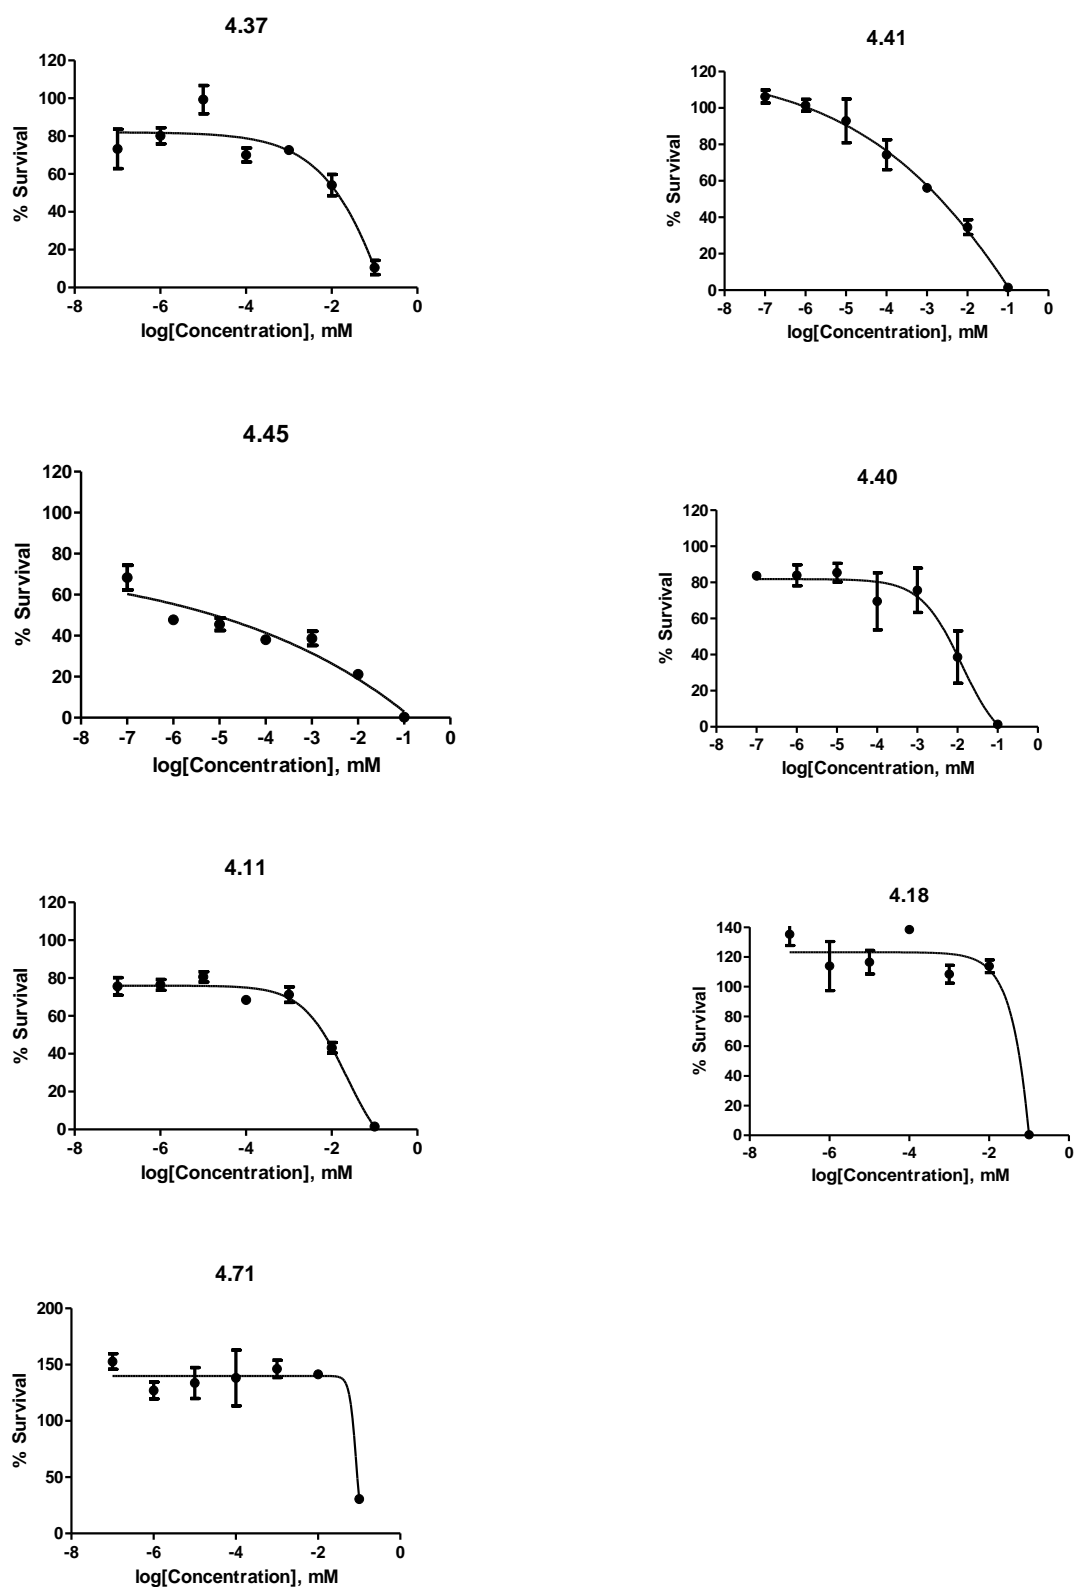 4.37
120
100
80
60
40
20
0
% Survival
-8 -6 -4 -2 0
log[Concentration], mM
4.41
120
100
80
60
40
20
0
% Survival
-8 -7 -6 -5 -4 -3 -2 -1 0
log[Concentration], mM
4.45
120
100
80
60
40
20
0
% Survival
-8 -7 -6 -5 -4 -3 -2 -1 0
log[Concentration], mM
4.40
120
100
80
60
40
20
0
% Survival
-8 -7 -6 -5 -4 -3 -2 -1 0
log[Concentration, mM
4.11
120
100
80
60
40
20
0
% Survival
-8 -6 -4 -2 0
log[Concentration], mM
4.18
140
120
100
80
60
40
20
0
% Survival
-8 -6 -4 -2 0
log[Concentration], mM
4.71
200
150
100
50
0
% Survival
-8 -6 -4 -2 0
log[Concentration], mM